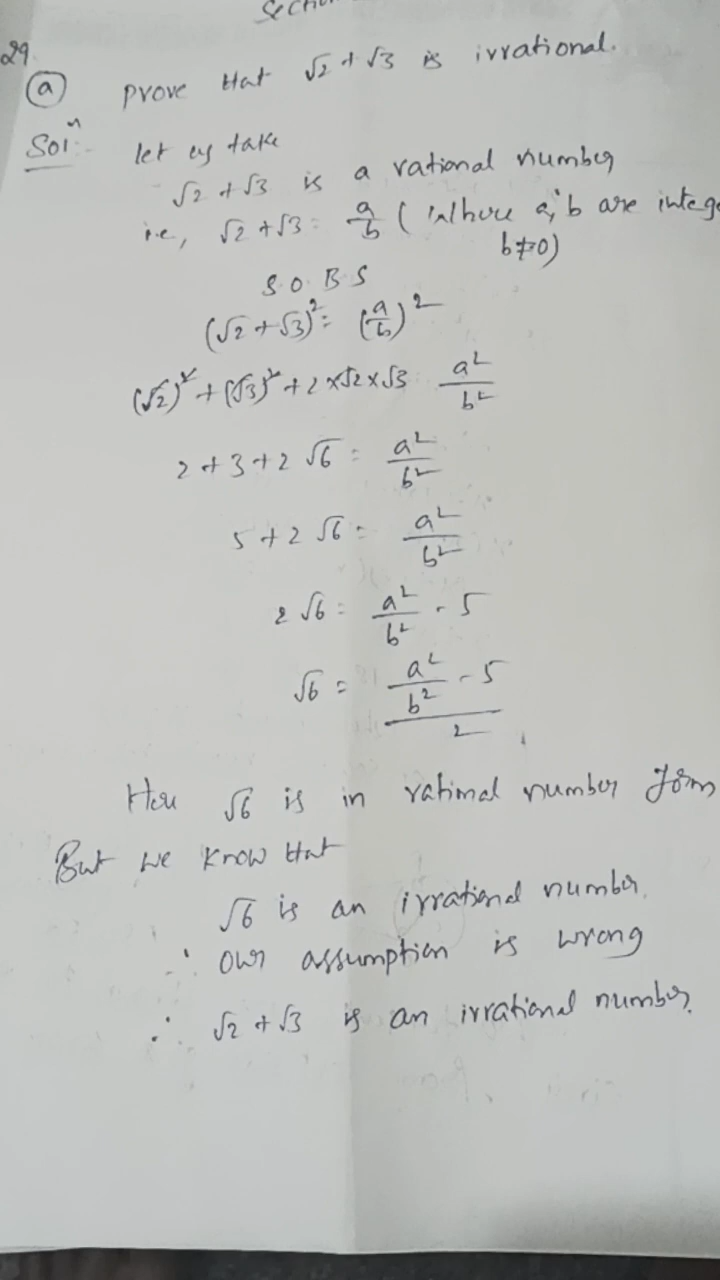 Section
29
(a) prove that √2 + √3 is irrational.
Solⁿ:- let us take
√2 + √3 is a rational number
i.e., √2 + √3 = a/b (where a, b are intege
b≠0)
S.O.B.S
(√2 + √3)² = (a/b)²
(√2)² + (√3)² + 2×√2×√3 a²/b²
2 + 3 + 2√6 = a²/b²
5 + 2√6 = a²/b²
2√6 = a²/b² - 5
√6 = (a²/b² - 5)/2
Here √6 is in rational number form
But we know that
√6 is an irrational number.
∴ our assumption is wrong
∴ √2 + √3 is an irrational number.